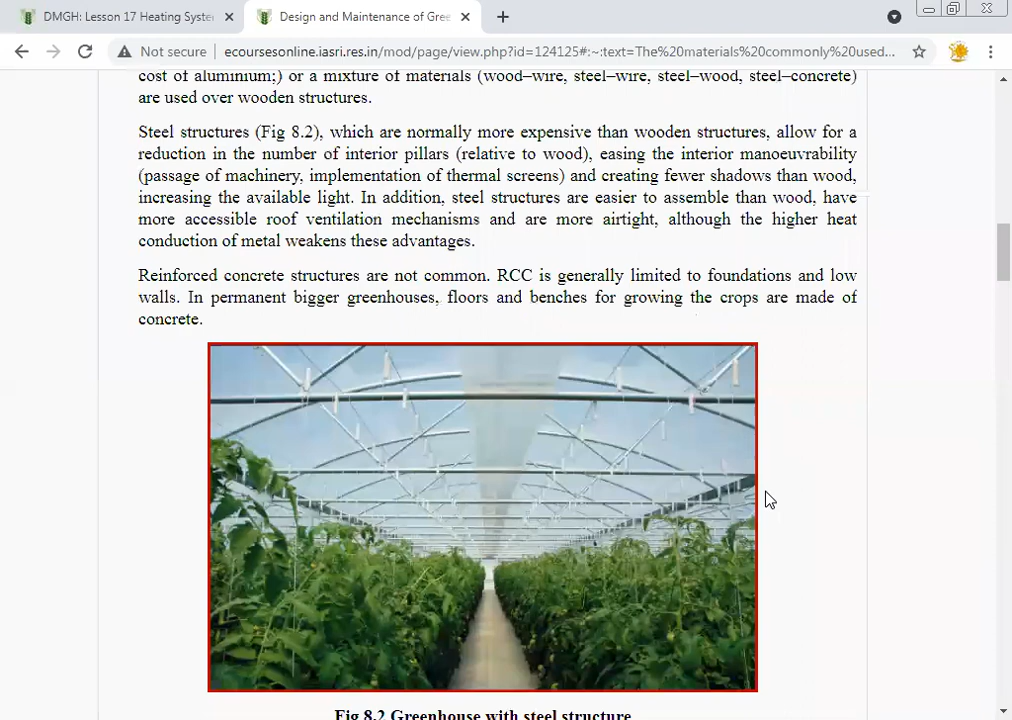 DMGH: Lesson 17 Heating Syste
Design and Maintenance of Gree
Not secure
ecoursesonline.iasri.res.in/mod/page/view.php?id=124125#:~:text=The%20materials%20commonly%20used...
cost of aluminium;) or a mixture of materials (wood–wire, steel–wire, steel–wood, steel–concrete)
are used over wooden structures.
Steel structures (Fig 8.2), which are normally more expensive than wooden structures, allow for a
reduction in the number of interior pillars (relative to wood), easing the interior manoeuvrability
(passage of machinery, implementation of thermal screens) and creating fewer shadows than wood,
increasing the available light. In addition, steel structures are easier to assemble than wood, have
more accessible roof ventilation mechanisms and are more airtight, although the higher heat
conduction of metal weakens these advantages.
Reinforced concrete structures are not common. RCC is generally limited to foundations and low
walls. In permanent bigger greenhouses, floors and benches for growing the crops are made of
concrete.
Fig 8.2 Greenhouse with steel structure